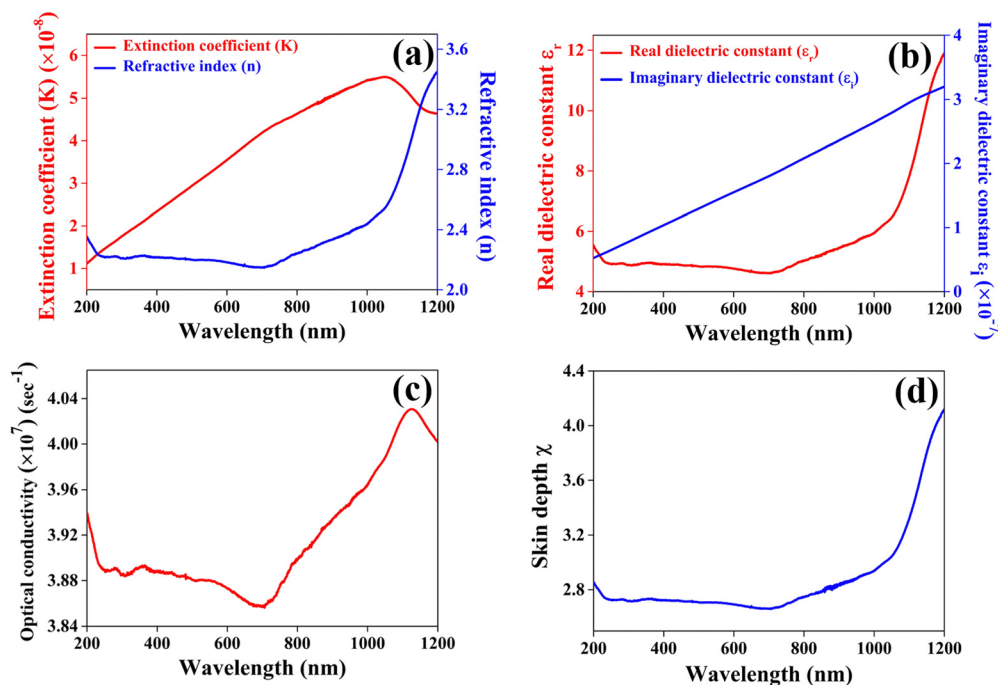 (a)
Extinction coefficient (K)
Refractive index (n)
Extinction coefficient (K) (×10⁻⁸)
6
5
4
3
2
1
3.6
3.2
2.8
2.4
2.0
Refractive index (n)
200 400 600 800 1000 1200
Wavelength (nm)
(b)
Real dielectric constant (εᵣ)
Imaginary dielectric constant (εᵢ)
Real dielectric constant εᵣ
12
10
8
6
4
4
3
2
1
0
Imaginary dielectric constant εᵢ (×10⁻⁷)
200 400 600 800 1000 1200
Wavelength (nm)
(c)
Optical conductivity (×10⁷) (sec⁻¹)
4.04
4.00
3.96
3.92
3.88
3.84
200 400 600 800 1000 1200
Wavelength (nm)
(d)
Skin depth χ
4.4
4.0
3.6
3.2
2.8
200 400 600 800 1000 1200
Wavelength (nm)